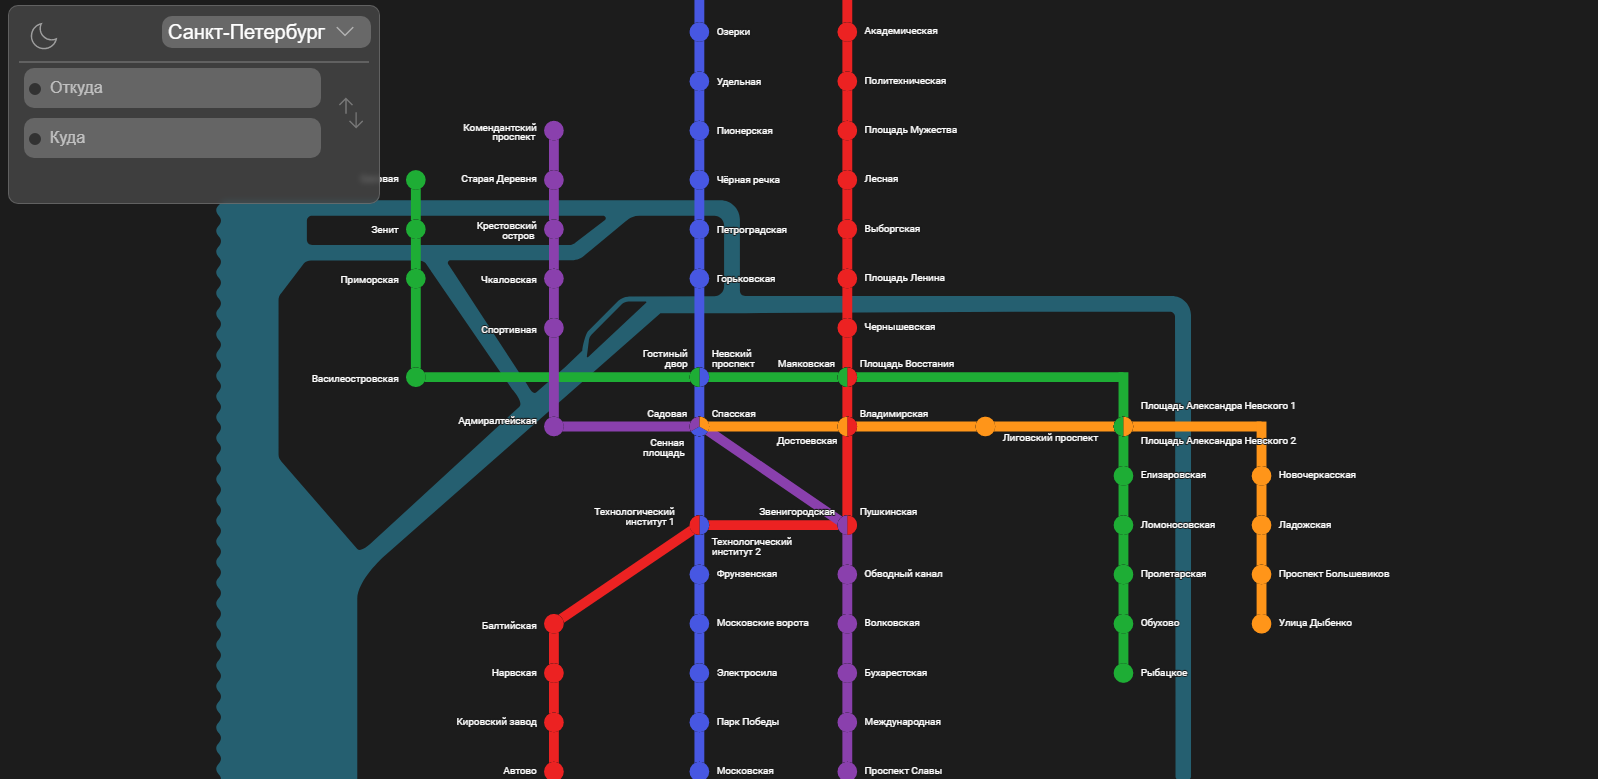 Санкт-Петербург
Откуда
Куда
Озерки
Академическая
Удельная
Политехническая
Комендантский
проспект
Пионерская
Площадь Мужества
Старая Деревня
Чёрная речка
Лесная
Зенит
Крестовский
остров
Петроградская
Выборгская
Приморская
Чкаловская
Горьковская
Площадь Ленина
Спортивная
Чернышевская
Гостиный
двор
Невский
проспект
Маяковская
Площадь Восстания
Василеостровская
Площадь Александра Невского 1
Адмиралтейская
Садовая
Спасская
Владимирская
Сенная
площадь
Достоевская
Лиговский проспект
Площадь Александра Невского 2
Елизаровская
Новочеркасская
Технологический
институт 1
Звенигородская
Пушкинская
Ломоносовская
Ладожская
Технологический
институт 2
Фрунзенская
Обводный канал
Пролетарская
Проспект Большевиков
Балтийская
Московские ворота
Волковская
Обухово
Улица Дыбенко
Нарвская
Электросила
Бухарестская
Рыбацкое
Кировский завод
Парк Победы
Международная
Автово
Московская
Проспект Славы